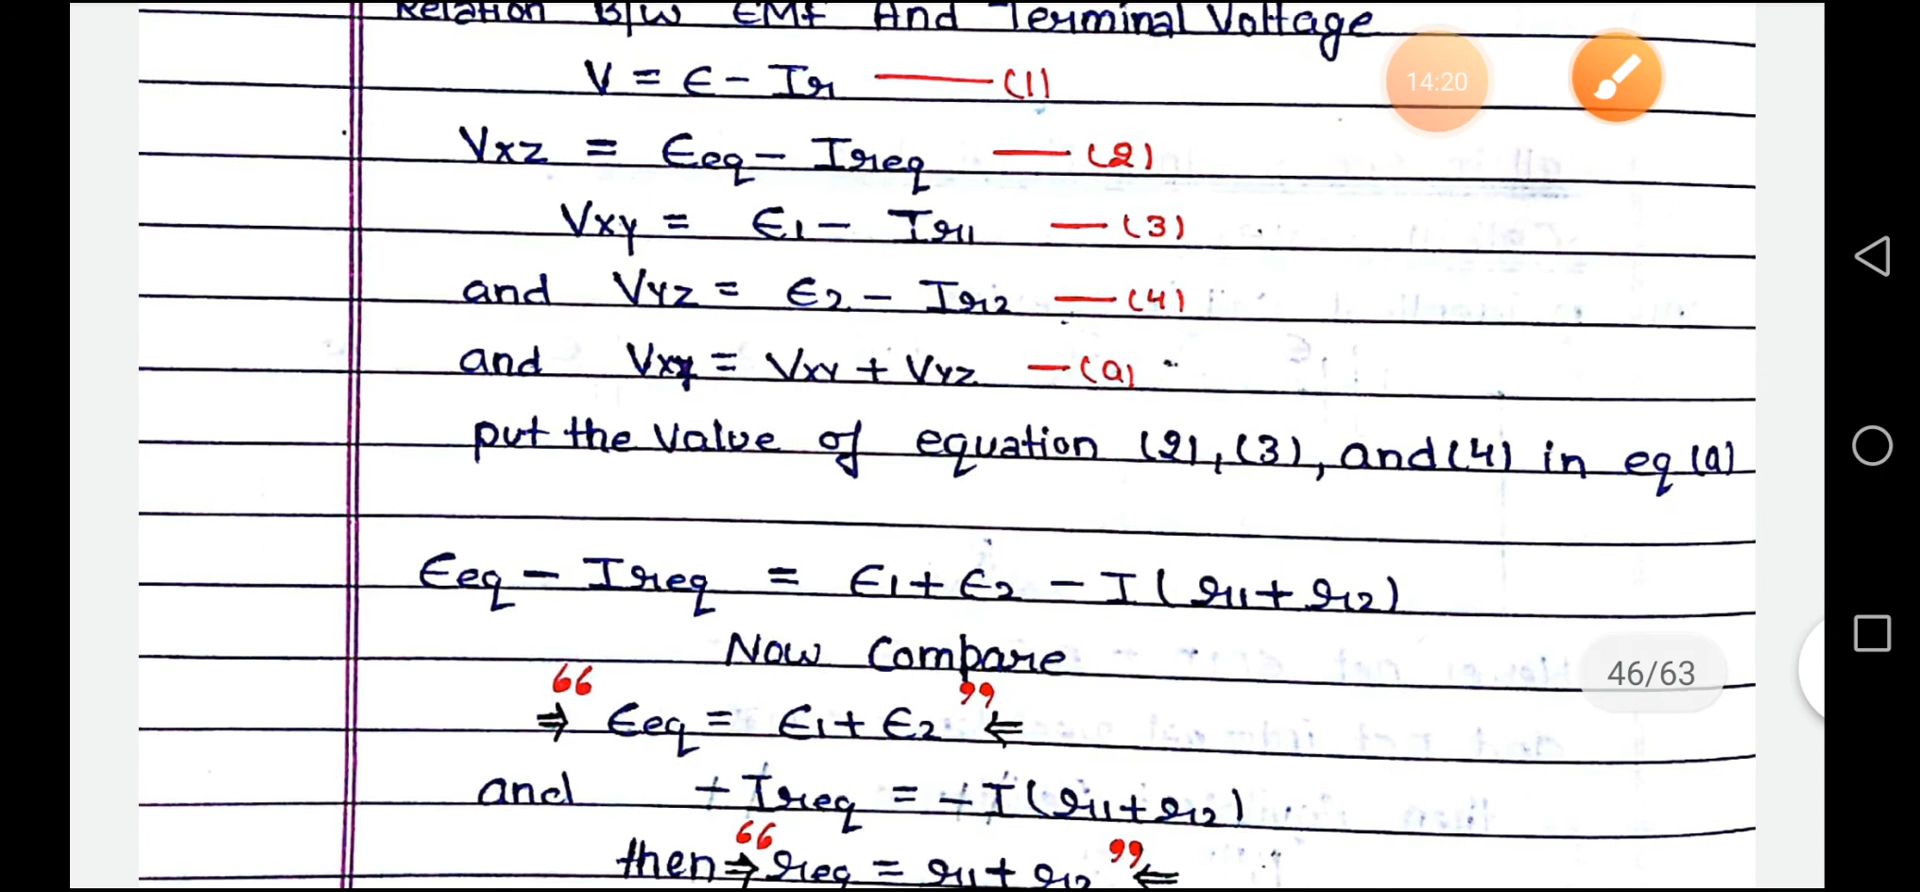 Relation B/w EMF And Terminal Voltage
V = ϵ - Ir ——(1)
14:20
Vxz = ϵeq - Ireq —(2)
Vxy = ϵ1 - Ir1 —(3)
and Vyz = ϵ2 - Ir2 —(4)
and Vxz = Vxy + Vyz —(a)
put the value of equation (2),(3), and (4) in eq (a)
ϵeq - Ireq = ϵ1 + ϵ2 - I(r1 + r2)
Now Compare
46/63
“ ⇒ ϵeq = ϵ1 + ϵ2 ” ⇐
and + Ireq = + I(r1 + r2)
then ⇒ “ req = r1 + r2 ” ⇐